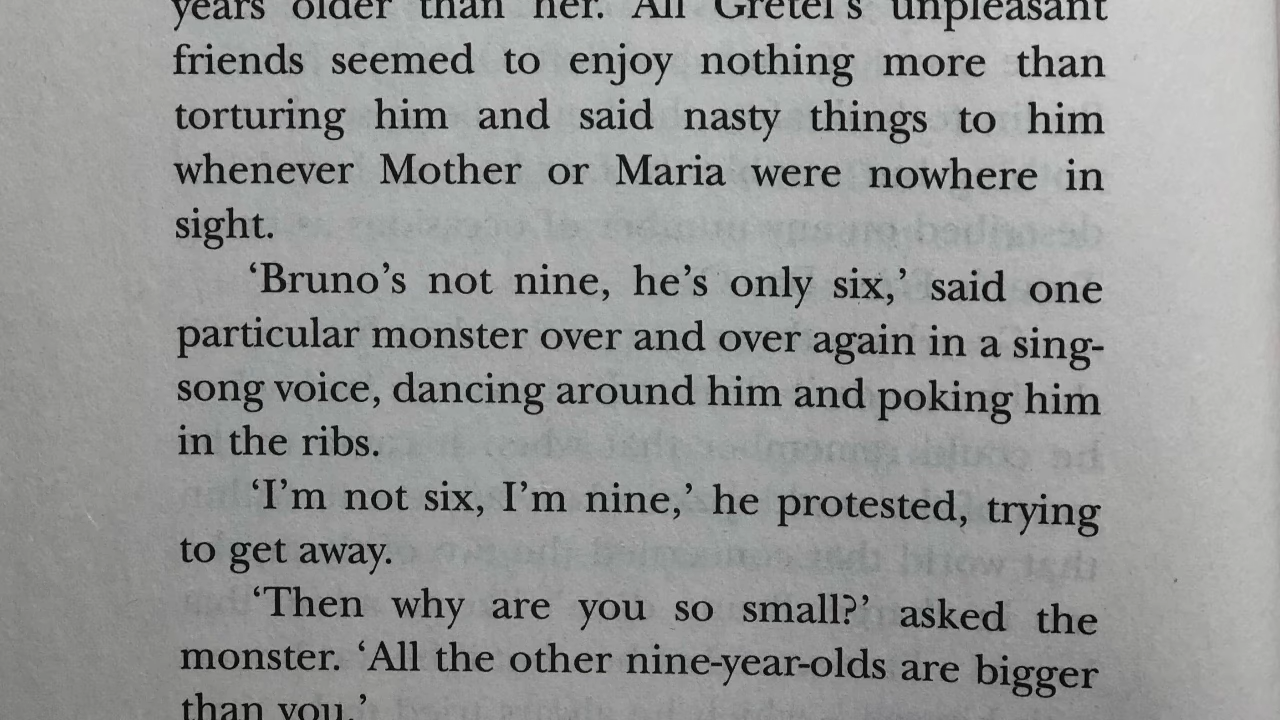 years older than her. All Gretel's unpleasant
friends seemed to enjoy nothing more than
torturing him and said nasty things to him
whenever Mother or Maria were nowhere in
sight.
‘Bruno’s not nine, he’s only six,’ said one
particular monster over and over again in a sing-
song voice, dancing around him and poking him
in the ribs.
‘I’m not six, I’m nine,’ he protested, trying
to get away.
‘Then why are you so small?’ asked the
monster. ‘All the other nine-year-olds are bigger
than you.’